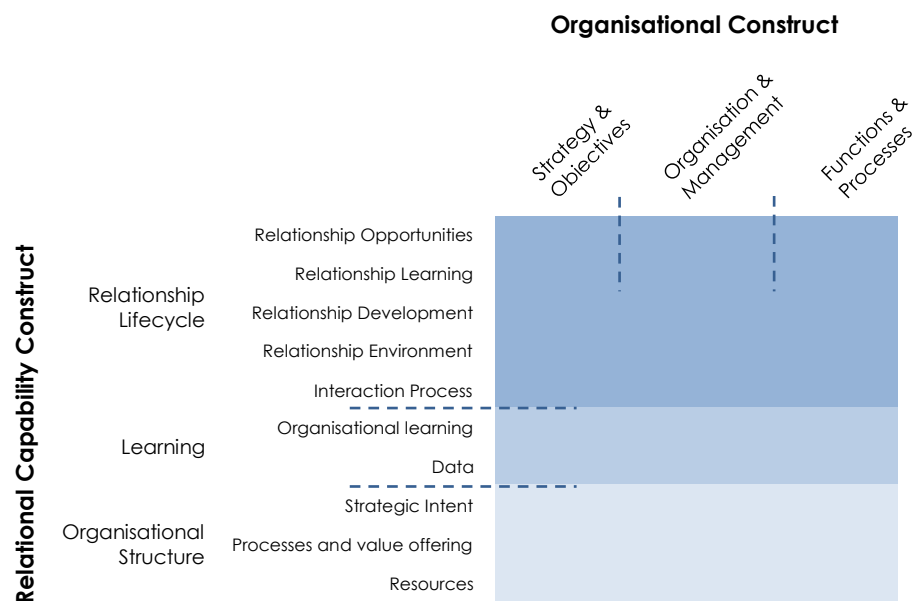 Organisational Construct
Strategy &
Objectives
Organisation &
Management
Functions &
Processes
Relational Capability Construct
Relationship
Lifecycle
Relationship Opportunities
Relationship Learning
Relationship Development
Relationship Environment
Interaction Process
Learning
Organisational learning
Data
Organisational
Structure
Strategic Intent
Processes and value offering
Resources